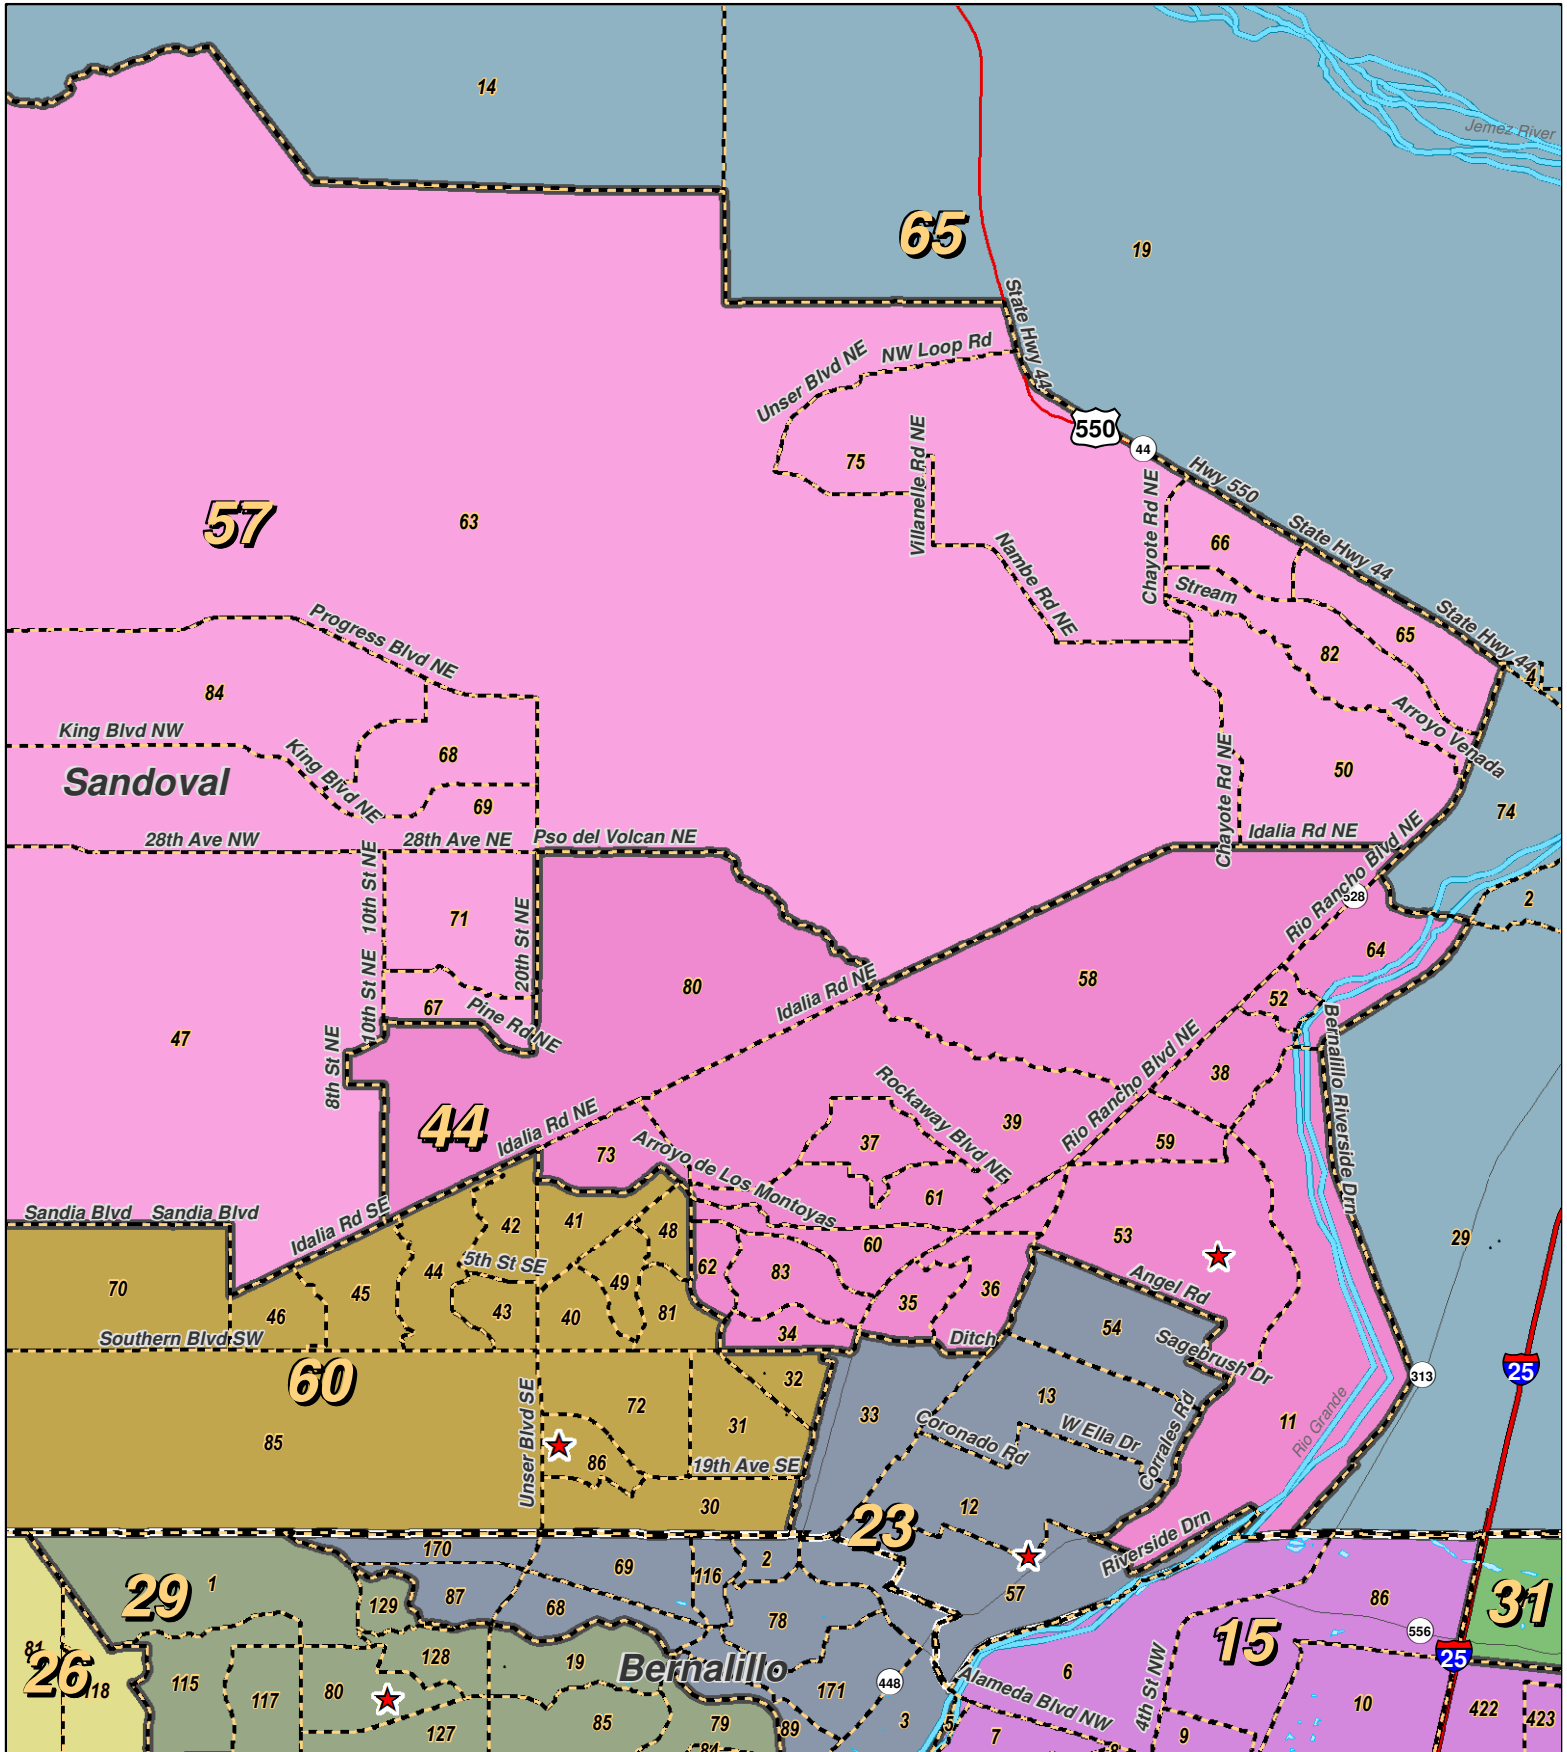 14
Jemez River
65
19
State Hwy 44
NW Loop Rd
Unser Blvd NE
550
44
75
Villanelle Rd NE
Hwy 550
Chayote Rd NE
57
63
State Hwy 44
66
Nambe Rd NE
Stream
State Hwy 44
Progress Blvd NE
65
82
4
84
Arroyo Venada
King Blvd NW
King Blvd NE
68
50
Sandoval
69
74
28th Ave NW
28th Ave NE
Pso del Volcan NE
Chayote Rd NE
Idalia Rd NE
Rio Rancho Blvd NE
528
2
10th St NE
71
20th St NE
64
80
Idalia Rd NE
58
52
10th St NE
67
Pine Rd NE
Bernalillo Riverside Drn
47
8th St NE
Rio Rancho Blvd NE
38
Rockaway Blvd NE
44
Idalia Rd NE
39
37
59
73
Arroyo de Los Montoyas
61
Sandia Blvd
Sandia Blvd
Idalia Rd SE
42
41
48
60
53
29
5th St SE
44
62
83
49
70
45
43
40
81
35
36
Angel Rd
46
34
Ditch
54
Southern Blvd SW
Sagebrush Dr
60
32
25
313
33
13
Unser Blvd SE
72
31
Coronado Rd
W Ella Dr
Corrales Rd
11
Rio Grande
85
86
19th Ave SE
30
12
23
Riverside Drn
170
69
2
116
57
29
1
87
68
129
78
86
31
15
556
25
81
26
118
128
19
Bernalillo
115
117
80
171
448
6
Alameda Blvd NW
4th St NW
10
422
423
127
85
79
89
3
5
7
8
9
84